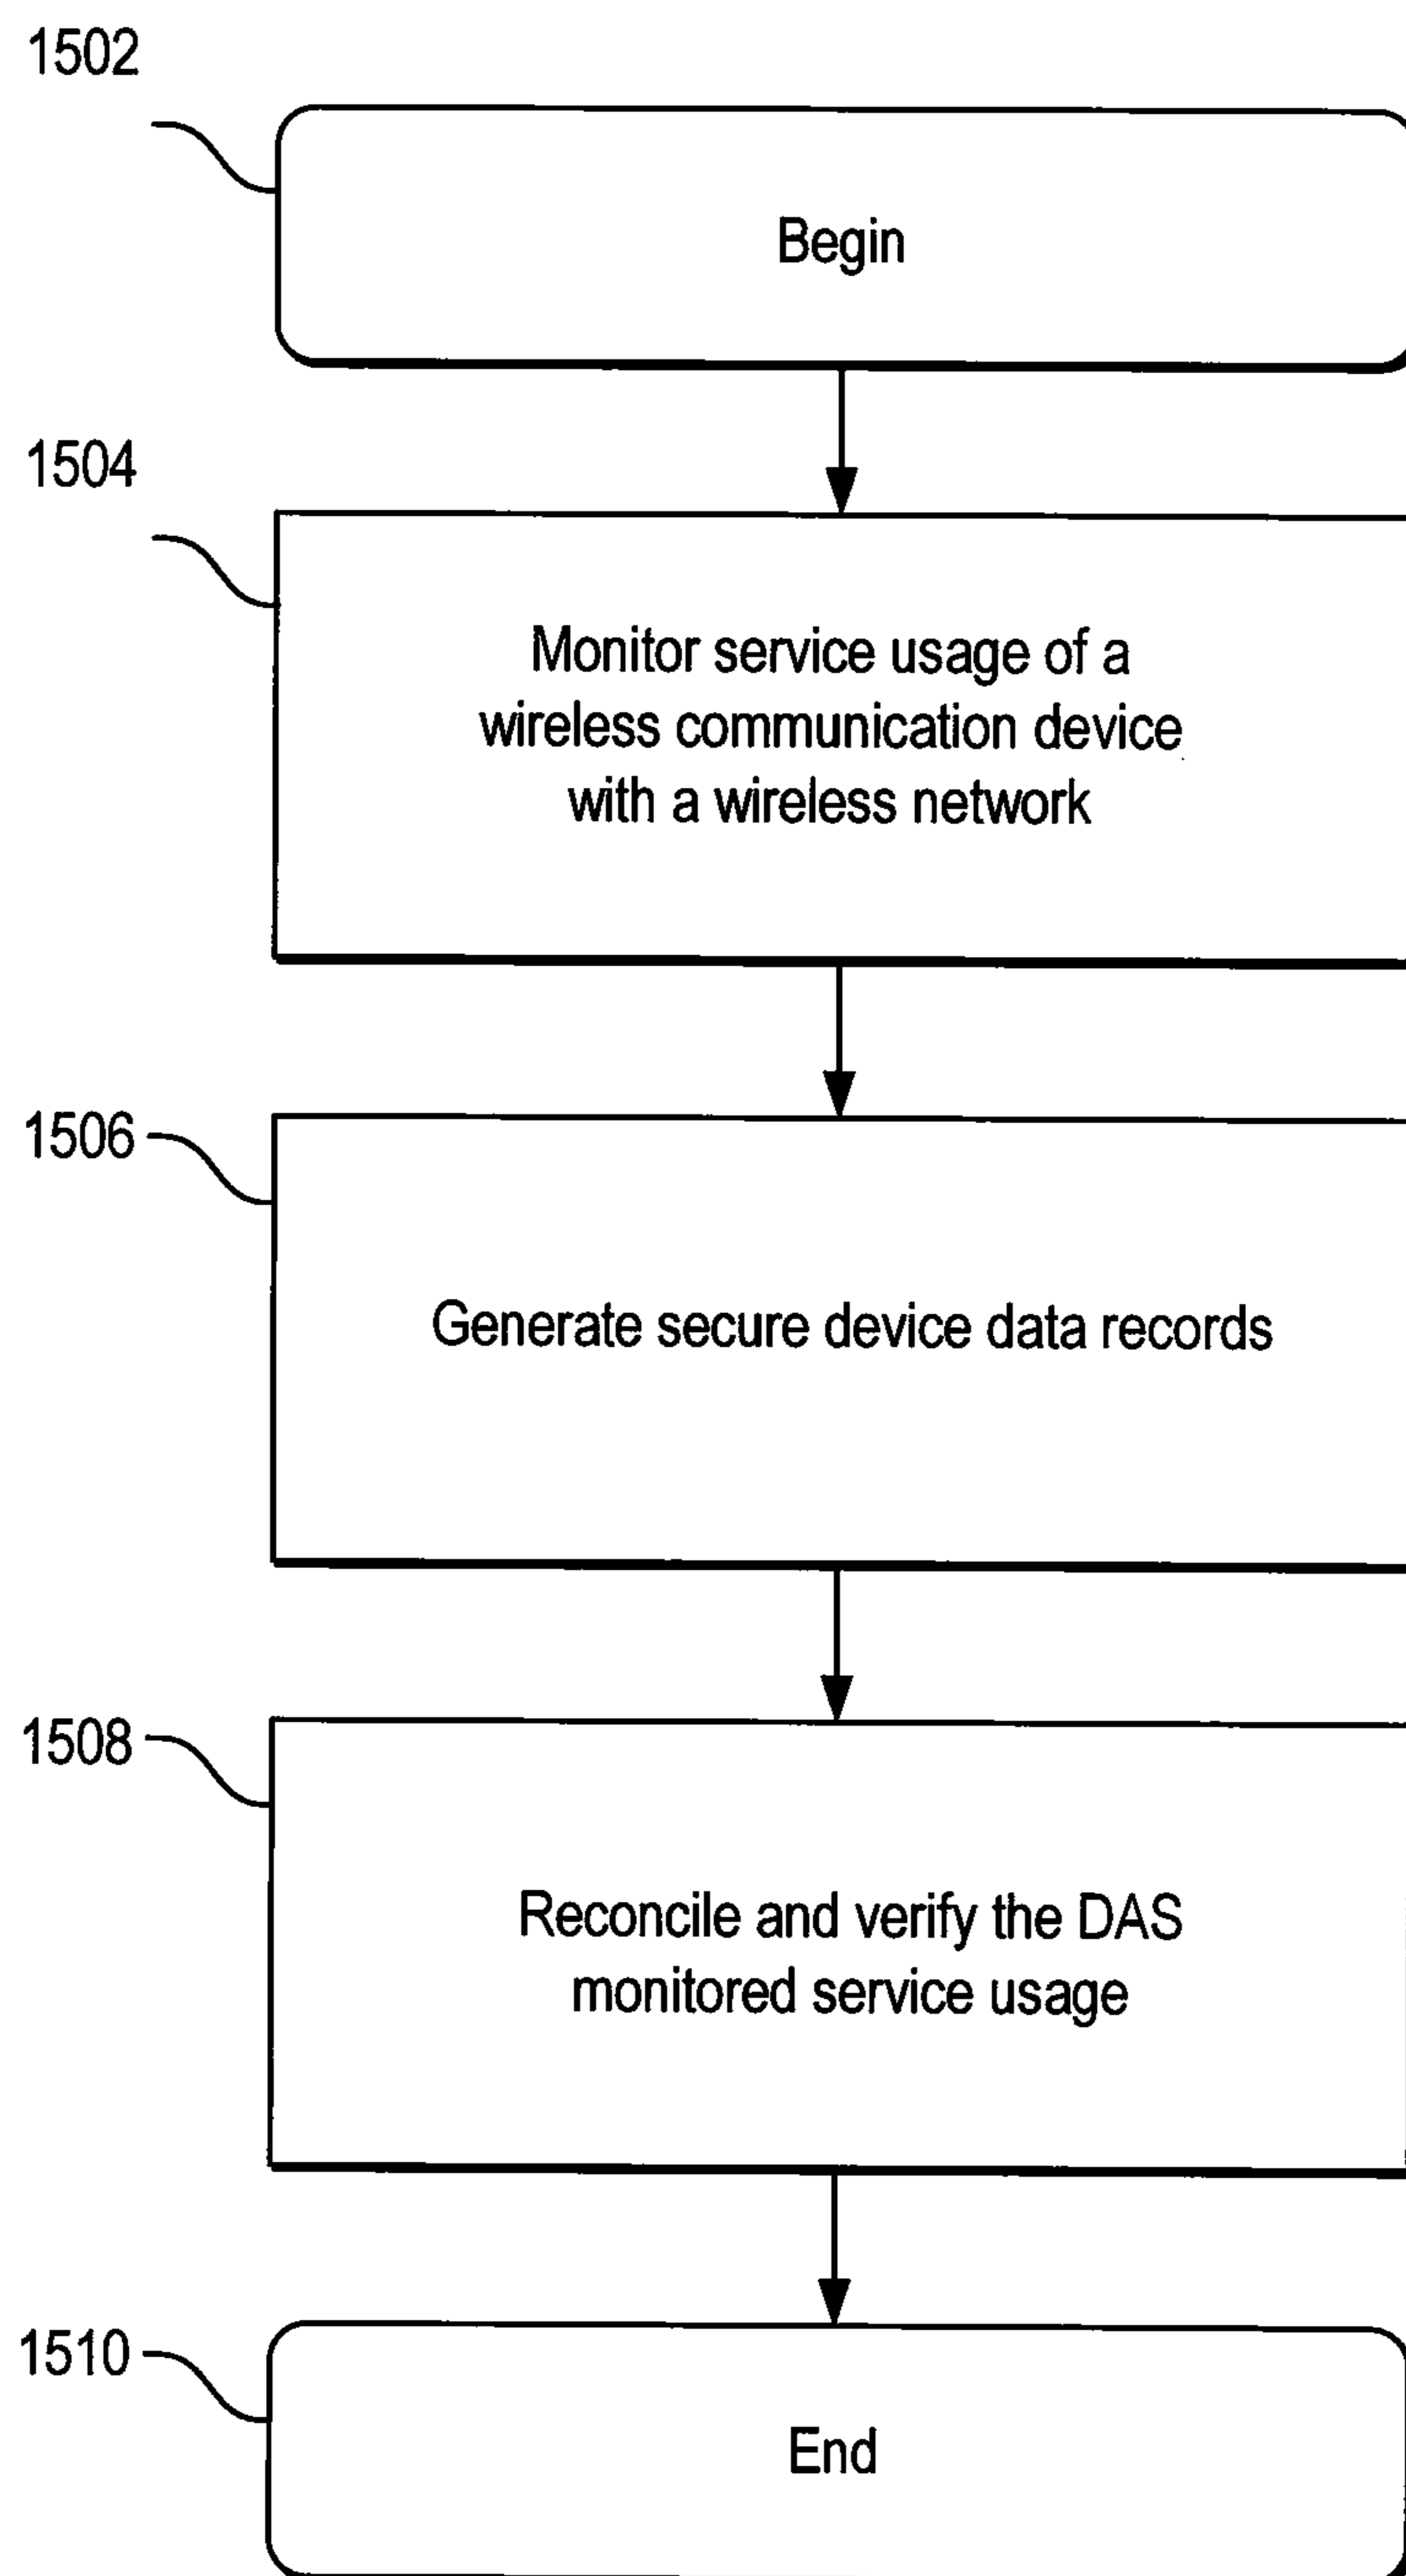 1502
Begin
1504
Monitor service usage of a
wireless communication device
with a wireless network
1506
Generate secure device data records
1508
Reconcile and verify the DAS
monitored service usage
1510
End